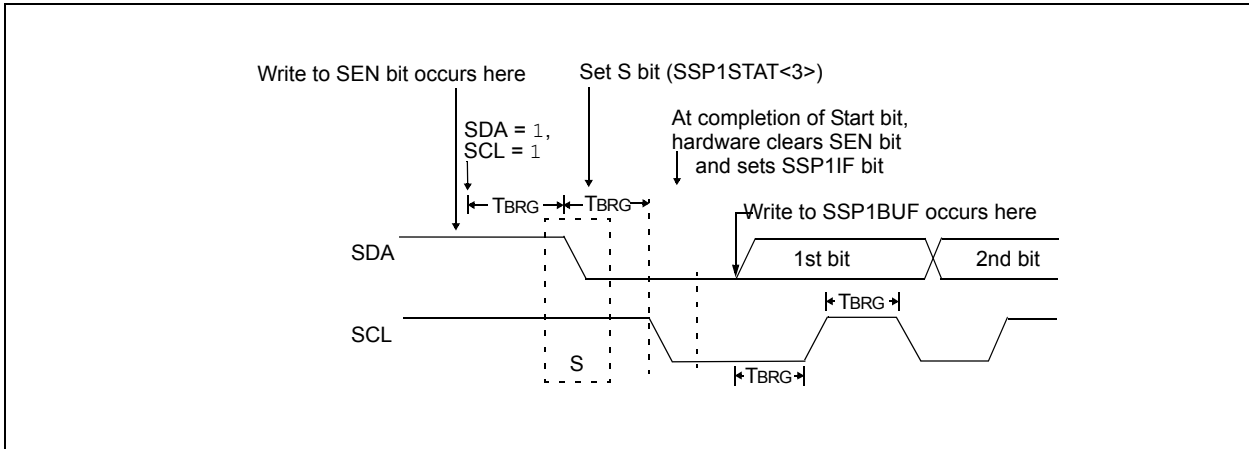 Write to SEN bit occurs here
Set S bit (SSP1STAT<3>)
SDA = 1,
SCL = 1
At completion of Start bit,
hardware clears SEN bit
and sets SSP1IF bit
TBRG
TBRG
Write to SSP1BUF occurs here
SDA
1st bit
2nd bit
TBRG
SCL
S
TBRG